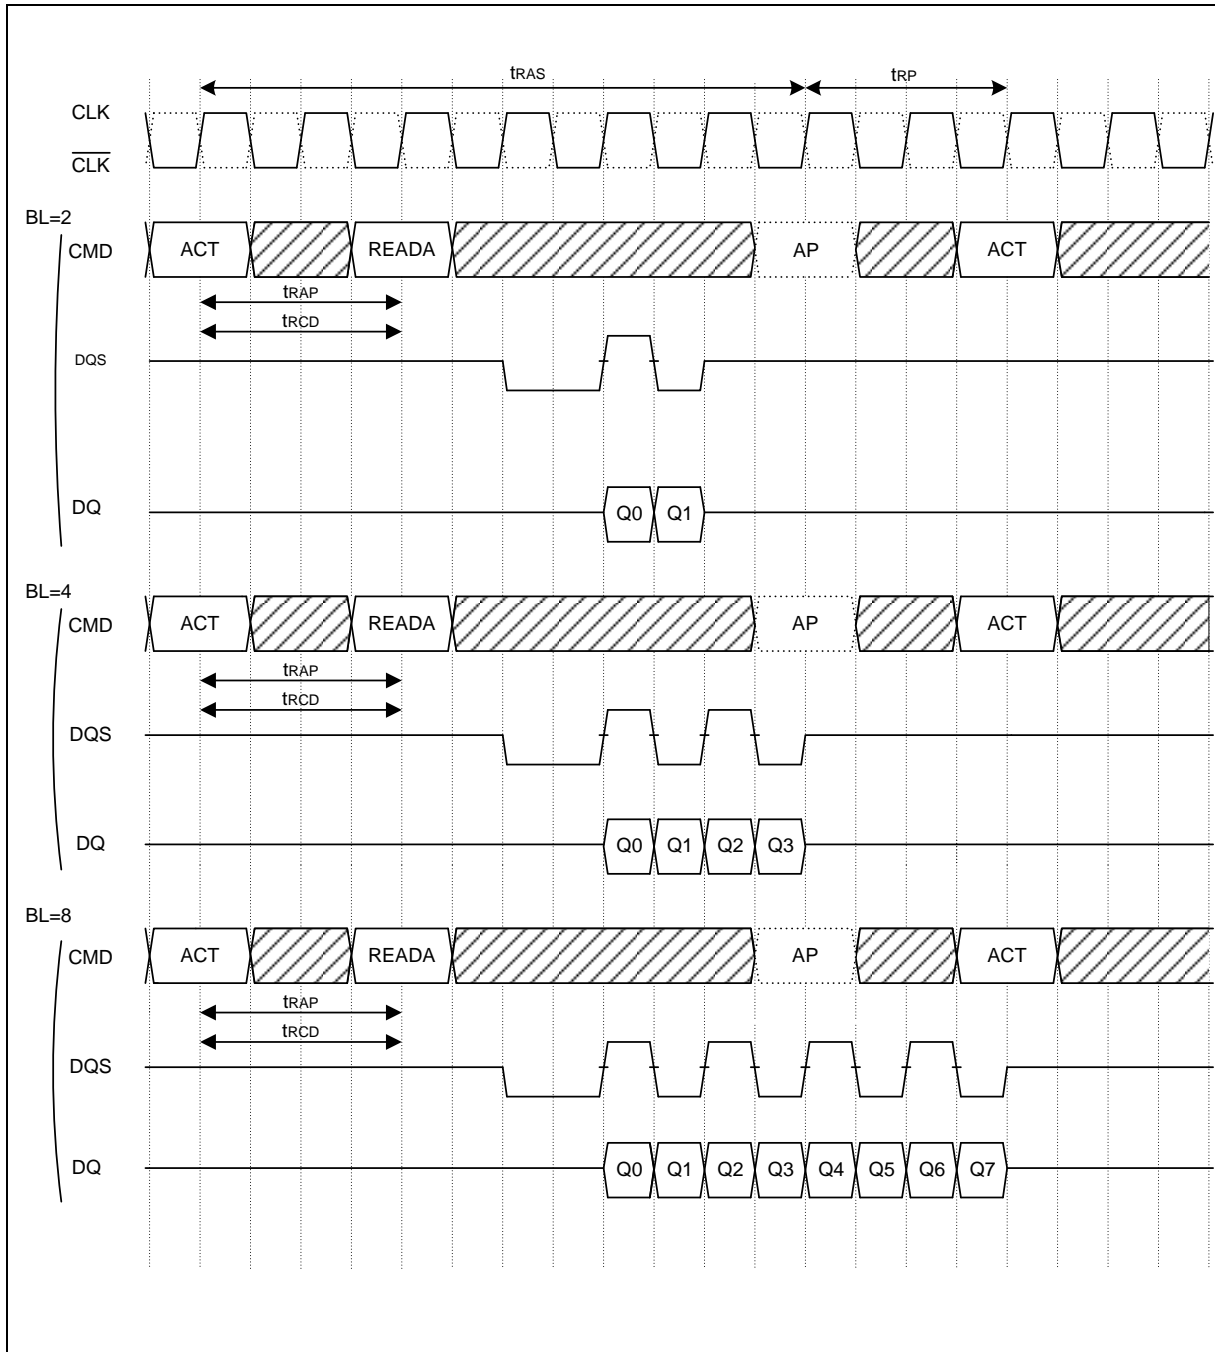 tRAS tRP
CLK
CLK
BL=2
CMD ACT READA AP ACT
tRAP
tRCD
DQS
DQ Q0 Q1
BL=4
CMD ACT READA AP ACT
tRAP
tRCD
DQS
DQ Q0 Q1 Q2 Q3
BL=8
CMD ACT READA AP ACT
tRAP
tRCD
DQS
DQ Q0 Q1 Q2 Q3 Q4 Q5 Q6 Q7